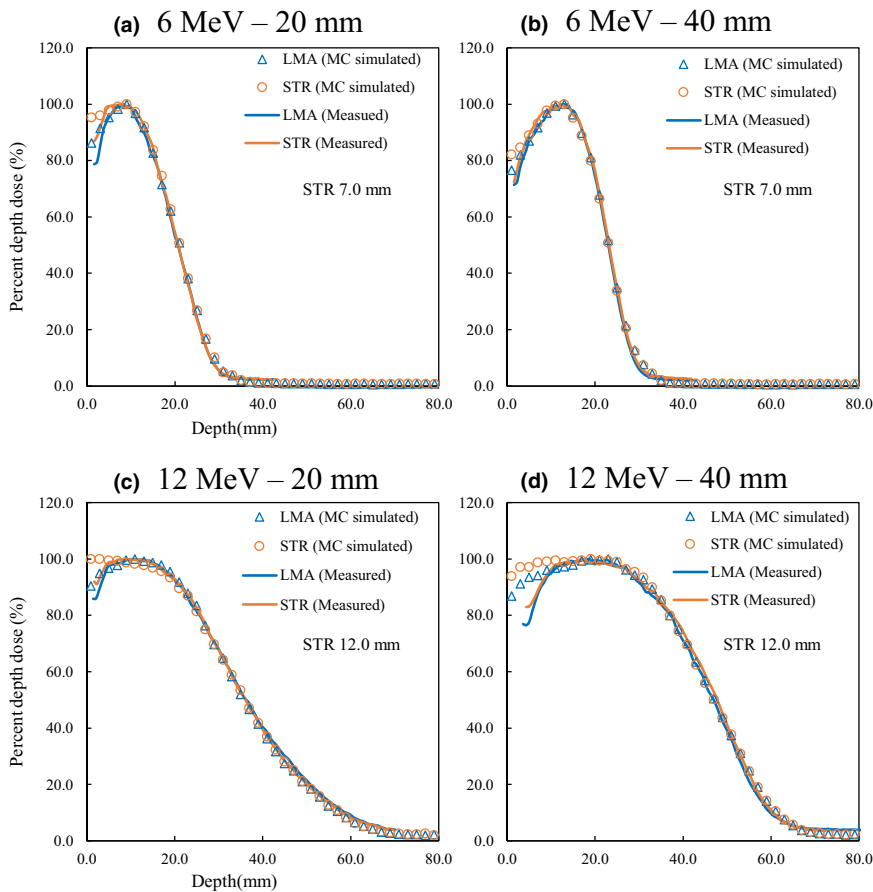 (a) 6 MeV – 20 mm
120.0
100.0
80.0
60.0
40.0
20.0
0.0
Percent depth dose (%)
LMA (MC simulated)
STR (MC simulated)
LMA (Measued)
STR (Measured)
STR 7.0 mm
0.0 20.0 40.0 60.0 80.0
Depth(mm)
(b) 6 MeV – 40 mm
120.0
100.0
80.0
60.0
40.0
20.0
0.0
LMA (MC simulated)
STR (MC simulated)
LMA (Measued)
STR (Measured)
STR 7.0 mm
0.0 20.0 40.0 60.0 80.0
(c) 12 MeV – 20 mm
120.0
100.0
80.0
60.0
40.0
20.0
0.0
Percent depth dose (%)
LMA (MC simulated)
STR (MC simulated)
LMA (Measured)
STR (Measured)
STR 12.0 mm
0.0 20.0 40.0 60.0 80.0
Depth(mm)
(d) 12 MeV – 40 mm
120.0
100.0
80.0
60.0
40.0
20.0
0.0
LMA (MC simulated)
STR (MC simulated)
LMA (Measured)
STR (Measured)
STR 12.0 mm
0.0 20.0 40.0 60.0 80.0